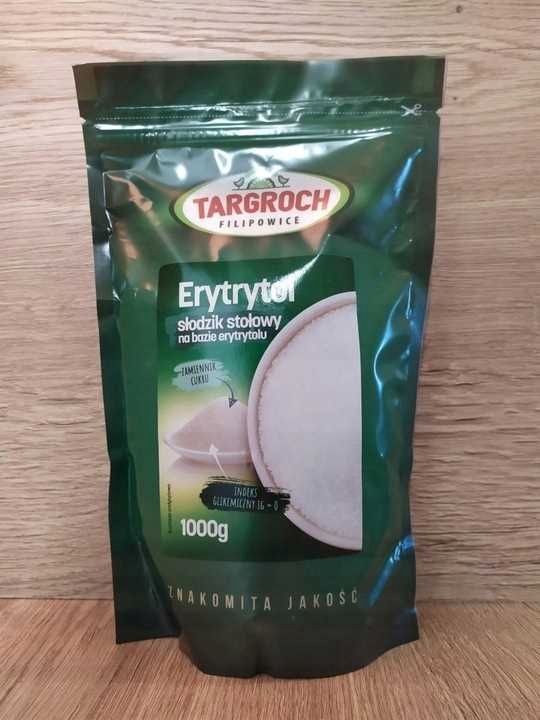 TARGROCH
FILIPOWICE
Erytrytol
słodzik stołowy
na bazie erytrytolu
ZAMIENNIK
CUKRU
INDEKS
GLIKEMICZNY IG = 0
1000g
ZNAKOMITA JAKOŚĆ